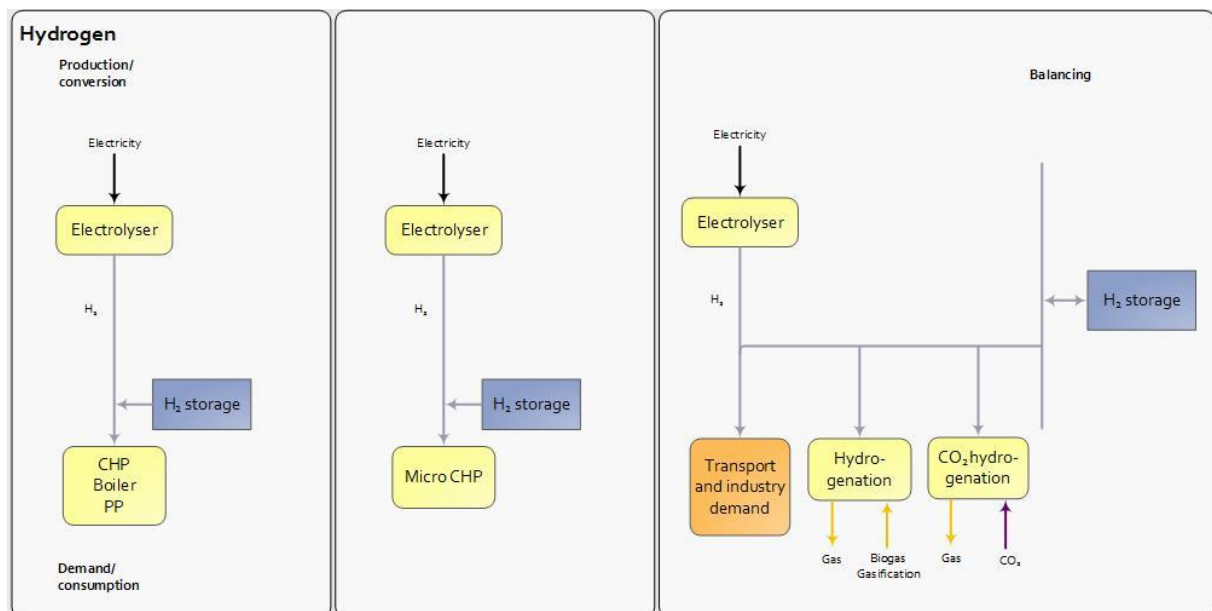 Hydrogen
Production/
conversion
Electricity
Electrolyser
H₂
H₂ storage
CHP
Boiler
PP
Demand/
consumption
Electricity
Electrolyser
H₂
H₂ storage
Micro CHP
Balancing
Electricity
Electrolyser
H₂
H₂ storage
Transport
and industry
demand
Hydro-
genation
CO₂ hydro-
genation
Gas
Biogas
Gasification
Gas
CO₂